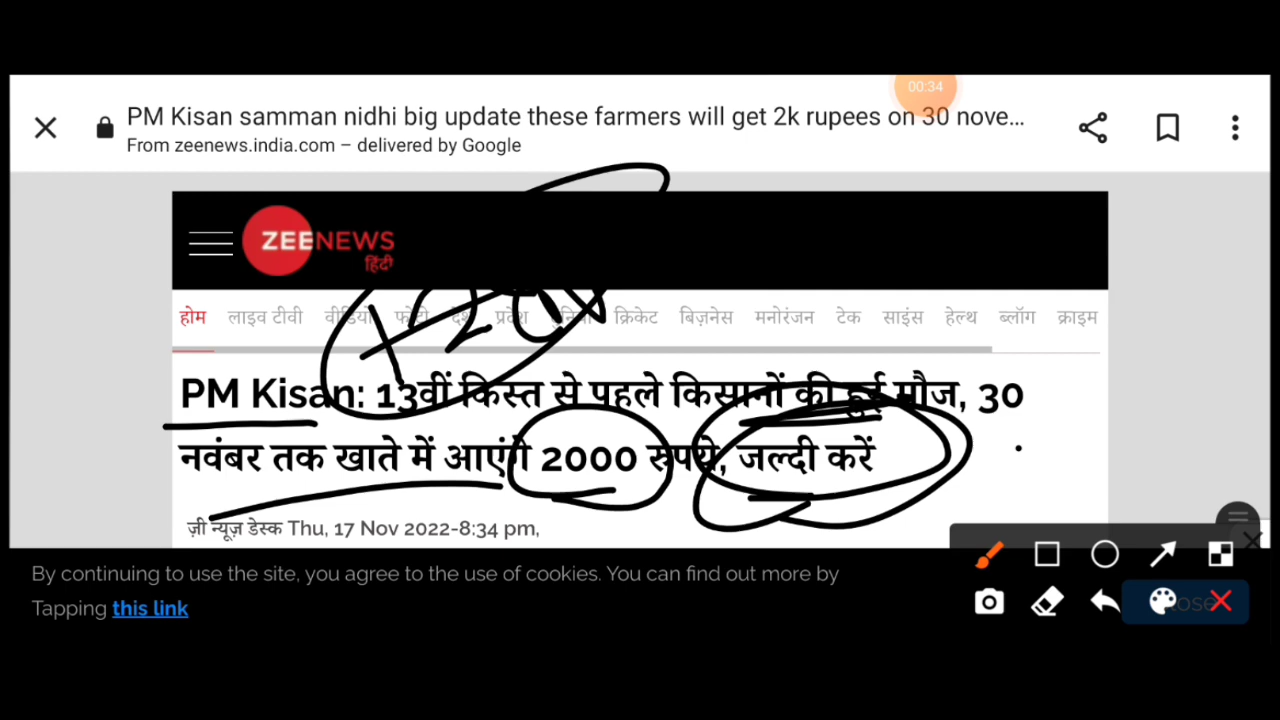 00:34
PM Kisan samman nidhi big update these farmers will get 2k rupees on 30 nove...
From zeenews.india.com – delivered by Google
ZEENEWS
हिंदी
होम लाइव टीवी वीडियो फोटो देश प्रदेश दुनिया क्रिकेट बिज़नेस मनोरंजन टेक साइंस हेल्थ ब्लॉग क्राइम
PM Kisan: 13वीं किस्त से पहले किसानों की हुई मौज, 30
नवंबर तक खाते में आएंगे 2000 रुपये, जल्दी करें
ज़ी न्यूज़ डेस्क Thu, 17 Nov 2022-8:34 pm,
By continuing to use the site, you agree to the use of cookies. You can find out more by
Tapping this link